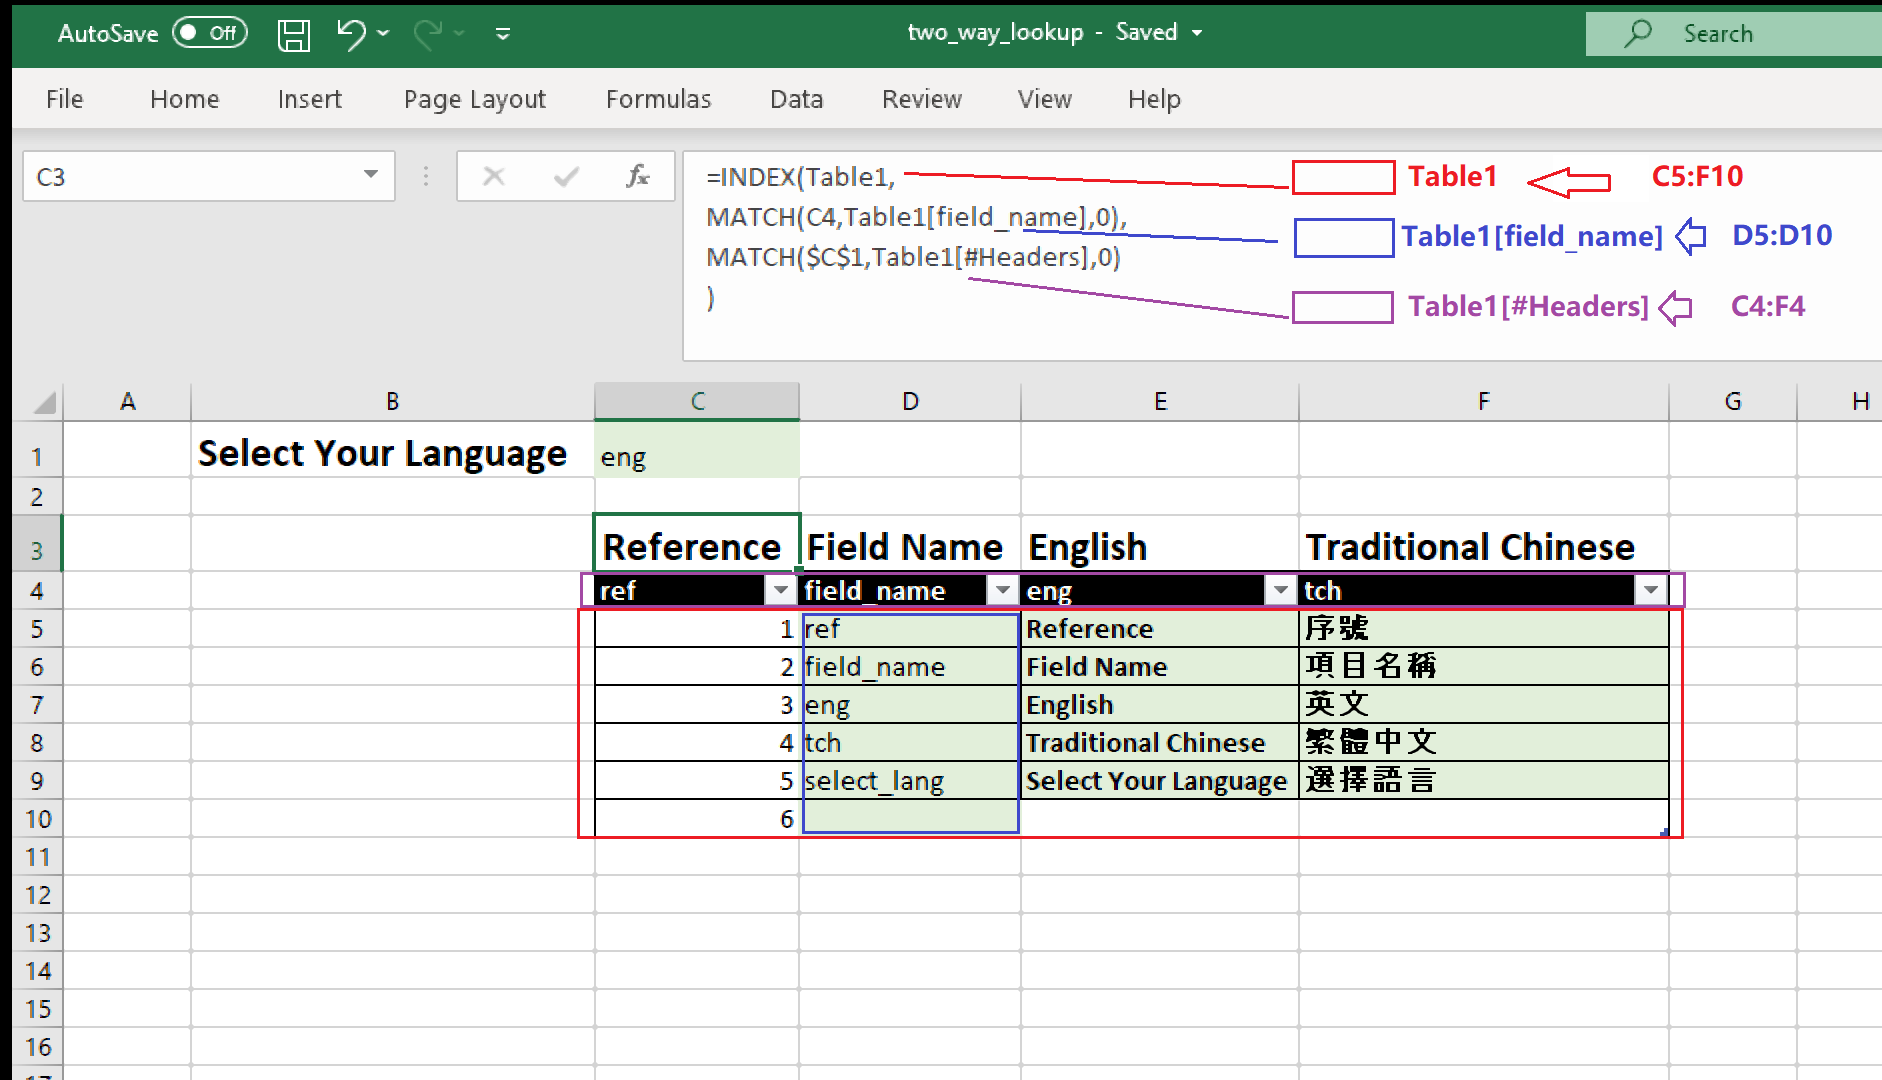 AutoSave Off two_way_lookup - Saved Search
File Home Insert Page Layout Formulas Data Review View Help
C3 fx
=INDEX(Table1,
MATCH(C4,Table1[field_name],0),
MATCH($C$1,Table1[#Headers],0)
)
Table1 C5:F10
Table1[field_name] D5:D10
Table1[#Headers] C4:F4
A B C D E F G H
1 Select Your Language eng
2
3 Reference Field Name English Traditional Chinese
4 ref field_name eng tch
5 1 ref Reference 序號
6 2 field_name Field Name 項目名稱
7 3 eng English 英文
8 4 tch Traditional Chinese 繁體中文
9 5 select_lang Select Your Language 選擇語言
10 6
11
12
13
14
15
16
17